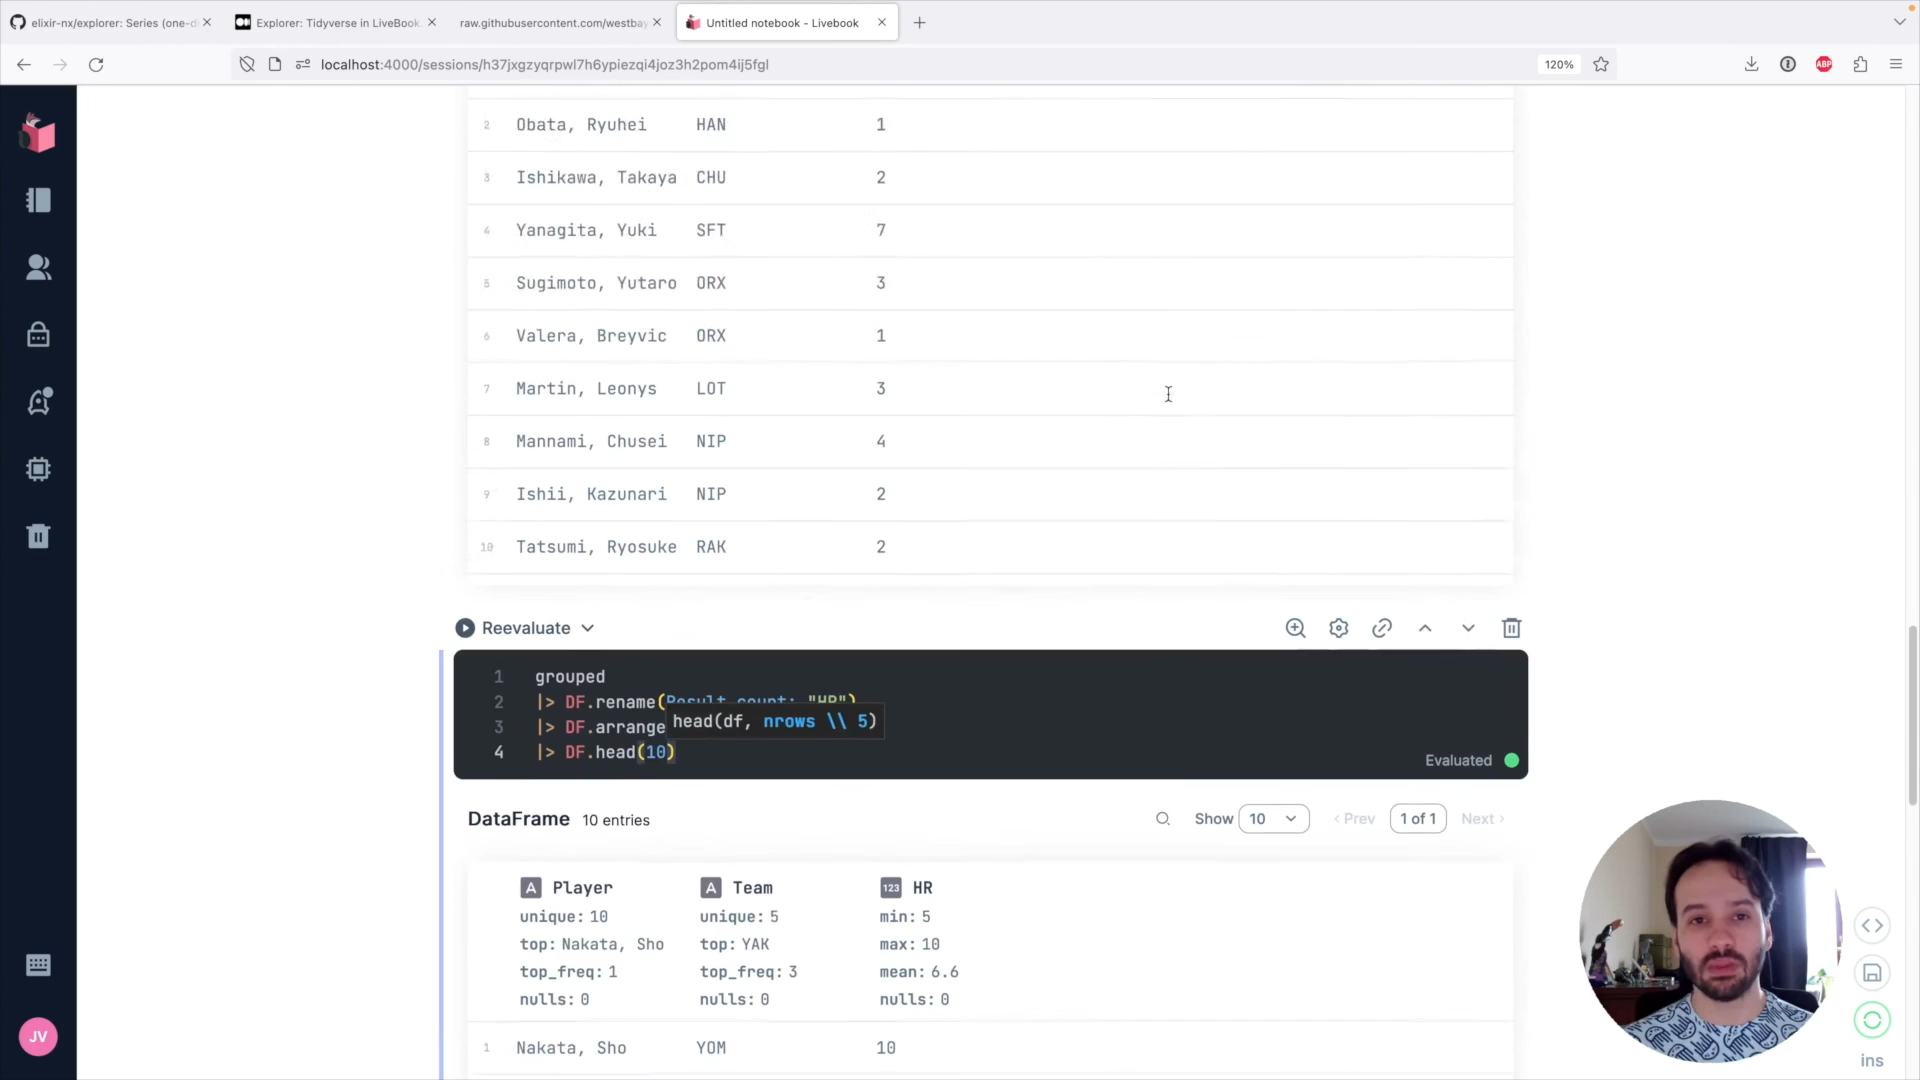 elixir-nx/explorer: Series (one-d
Explorer: Tidyverse in LiveBook.
raw.githubusercontent.com/westbay
Untitled notebook - Livebook
localhost:4000/sessions/h37jxgzyqrpwl7h6ypiezqi4joz3h2pom4ij5fgl
120%
ABP
2 Obata, Ryuhei HAN 1
3 Ishikawa, Takaya CHU 2
4 Yanagita, Yuki SFT 7
5 Sugimoto, Yutaro ORX 3
6 Valera, Breyvic ORX 1
7 Martin, Leonys LOT 3
8 Mannami, Chusei NIP 4
9 Ishii, Kazunari NIP 2
10 Tatsumi, Ryosuke RAK 2
Reevaluate
1 grouped
2 |> DF.rename(Result_count: "HR")
head(df, nrows \\ 5)
3 |> DF.arrange
4 |> DF.head(10)
Evaluated
DataFrame 10 entries
Show 10 Prev 1 of 1 Next
A Player A Team 123 HR
unique: 10 unique: 5 min: 5
top: Nakata, Sho top: YAK max: 10
top_freq: 1 top_freq: 3 mean: 6.6
nulls: 0 nulls: 0 nulls: 0
1 Nakata, Sho YOM 10
JV
ins